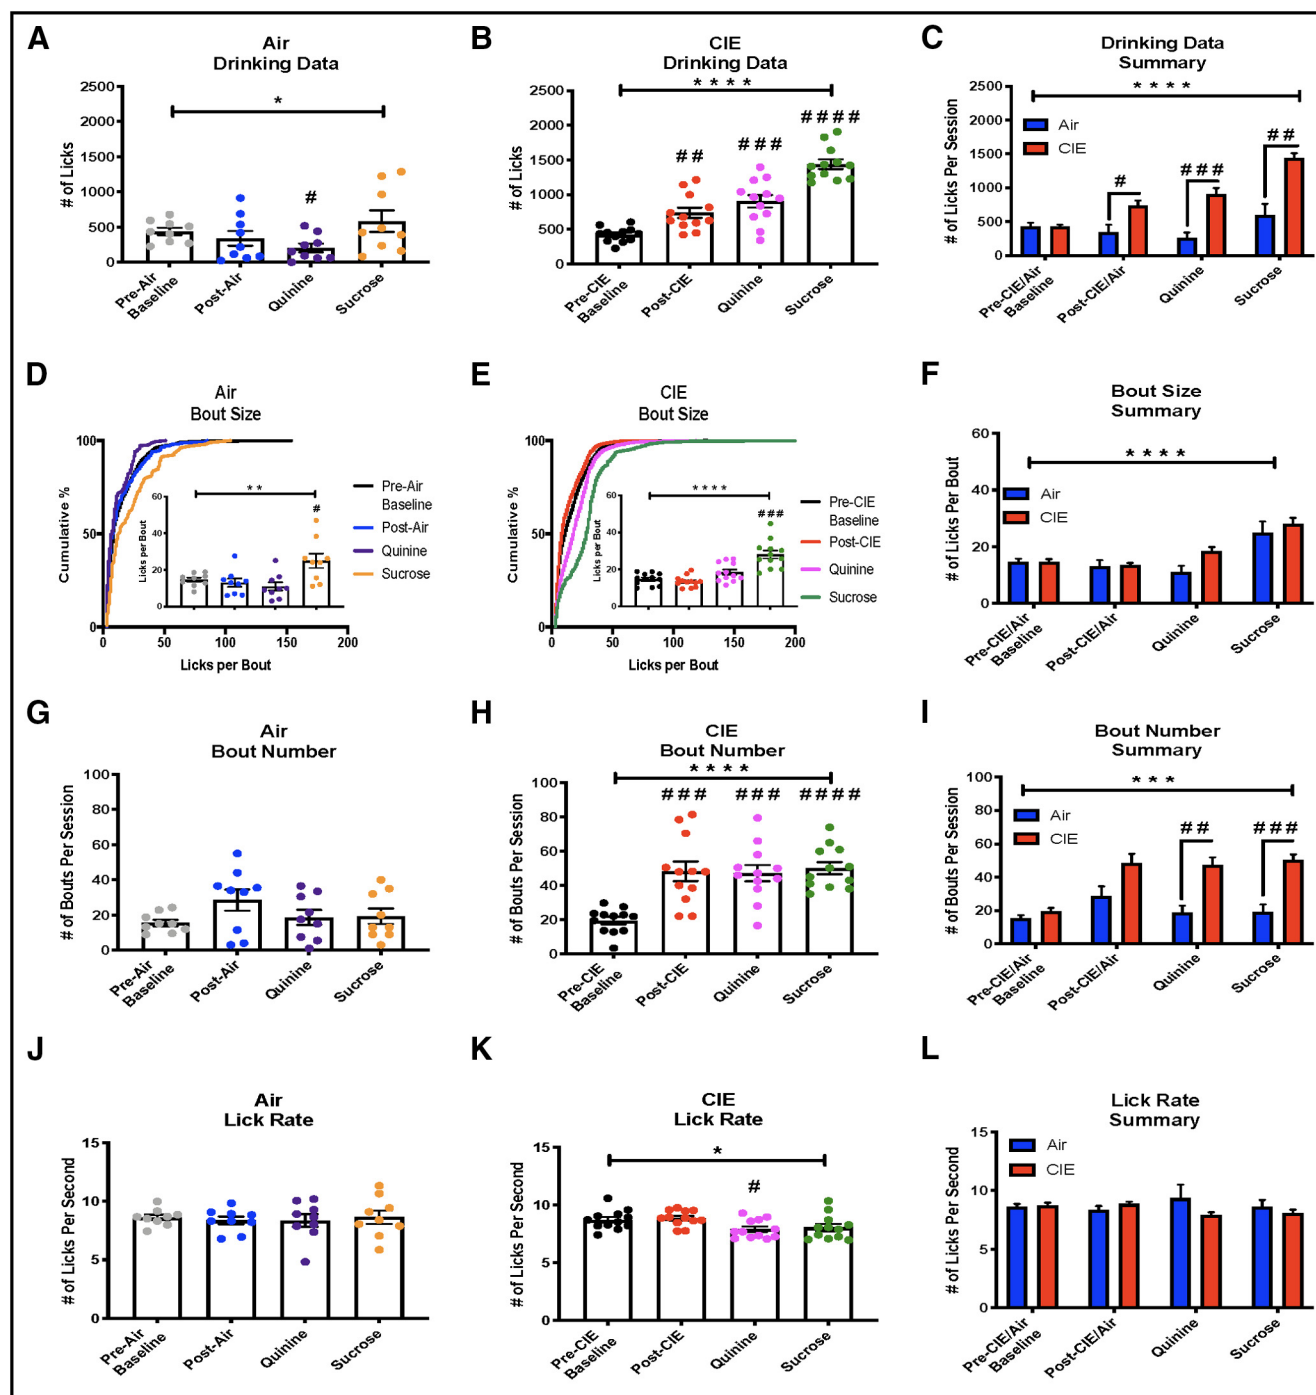 A
Air
Drinking Data
*
#
# of Licks
2500
2000
1500
1000
500
0
Pre-Air
Baseline
Post-Air
Quinine
Sucrose
B
CIE
Drinking Data
* * * *
# #
# # #
# # # #
# of Licks
2500
2000
1500
1000
500
0
Pre-CIE
Baseline
Post-CIE
Quinine
Sucrose
C
Drinking Data
Summary
* * * *
Air
CIE
#
# # #
# #
# of Licks Per Session
2500
2000
1500
1000
500
0
Pre-CIE/Air
Baseline
Post-CIE/Air
Quinine
Sucrose
D
Air
Bout Size
Cumulative %
100
50
0
0
50
100
150
200
Licks per Bout
* *
#
Licks per Bout
60
40
20
0
Pre-Air
Baseline
Post-Air
Quinine
Sucrose
E
CIE
Bout Size
Cumulative %
100
50
0
0
50
100
150
200
Licks per Bout
* * * *
# # #
Licks per Bout
60
40
20
0
Pre-CIE
Baseline
Post-CIE
Quinine
Sucrose
F
Bout Size
Summary
* * * *
Air
CIE
# of Licks Per Bout
60
40
20
0
Pre-CIE/Air
Baseline
Post-CIE/Air
Quinine
Sucrose
G
Air
Bout Number
# of Bouts Per Session
100
80
60
40
20
0
Pre-Air
Baseline
Post-Air
Quinine
Sucrose
H
CIE
Bout Number
* * * *
# # #
# # #
# # # #
# of Bouts Per Session
100
80
60
40
20
0
Pre-CIE
Baseline
Post-CIE
Quinine
Sucrose
I
Bout Number
Summary
* * *
Air
CIE
# #
# # #
# of Bouts Per Session
100
80
60
40
20
0
Pre-CIE/Air
Baseline
Post-CIE/Air
Quinine
Sucrose
J
Air
Lick Rate
# of Licks Per Second
15
10
5
0
Pre-Air
Baseline
Post-Air
Quinine
Sucrose
K
CIE
Lick Rate
*
#
# of Licks Per Second
15
10
5
0
Pre-CIE
Baseline
Post-CIE
Quinine
Sucrose
L
Lick Rate
Summary
Air
CIE
# of Licks Per Second
15
10
5
0
Pre-CIE/Air
Baseline
Post-CIE/Air
Quinine
Sucrose